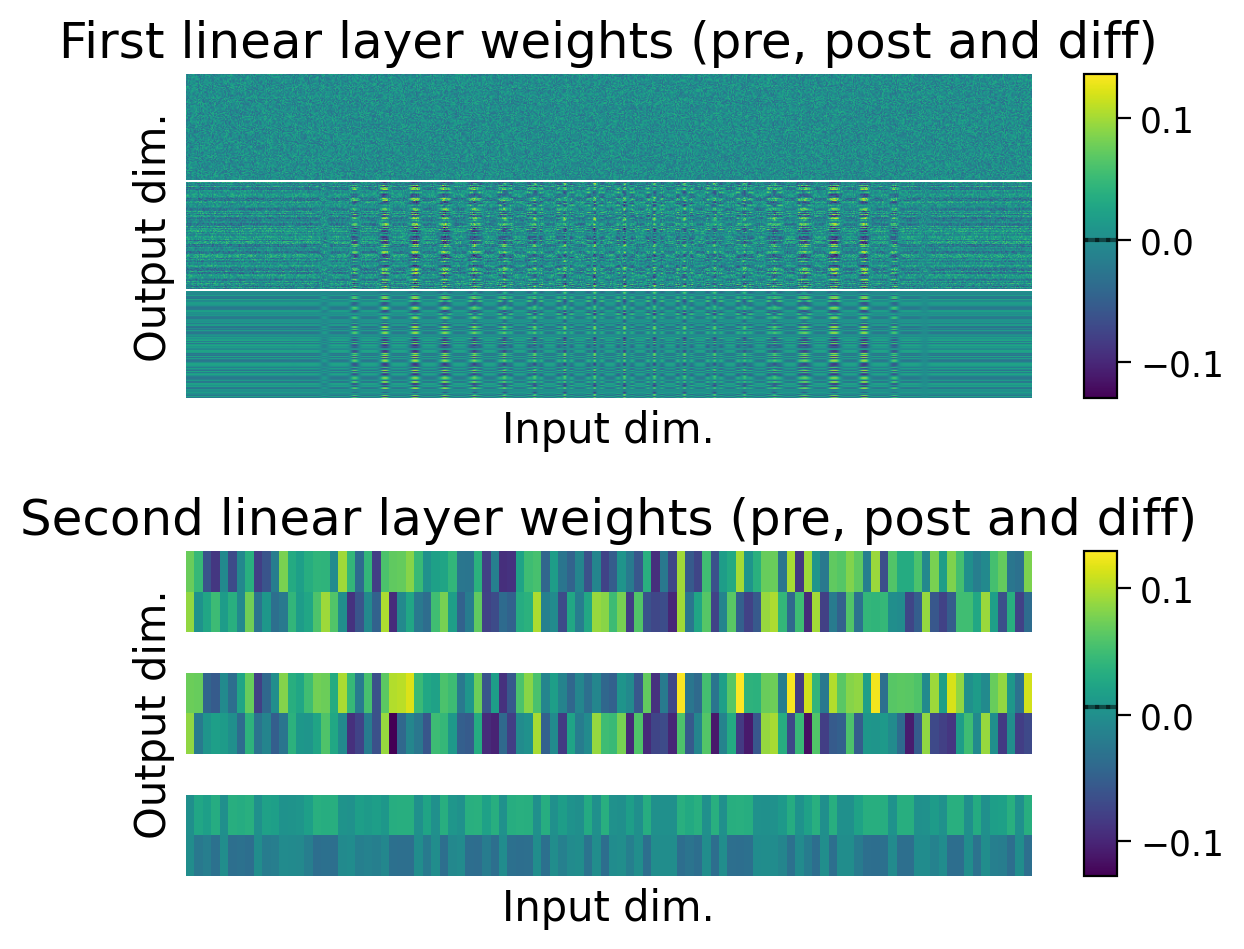 First linear layer weights (pre, post and diff)
Output dim.
0.1
0.0
−0.1
Input dim.
Second linear layer weights (pre, post and diff)
Output dim.
0.1
0.0
−0.1
Input dim.